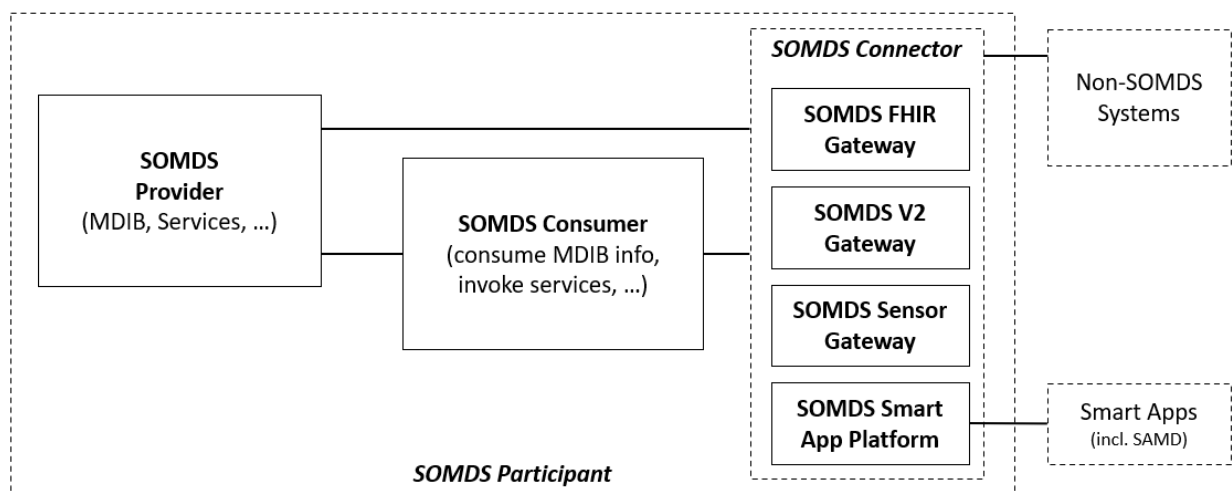 SOMDS
Provider
(MDIB, Services, …)
SOMDS Consumer
(consume MDIB info,
invoke services, …)
SOMDS Connector
SOMDS FHIR
Gateway
SOMDS V2
Gateway
SOMDS Sensor
Gateway
SOMDS Smart
App Platform
Non-SOMDS
Systems
Smart Apps
(incl. SAMD)
SOMDS Participant